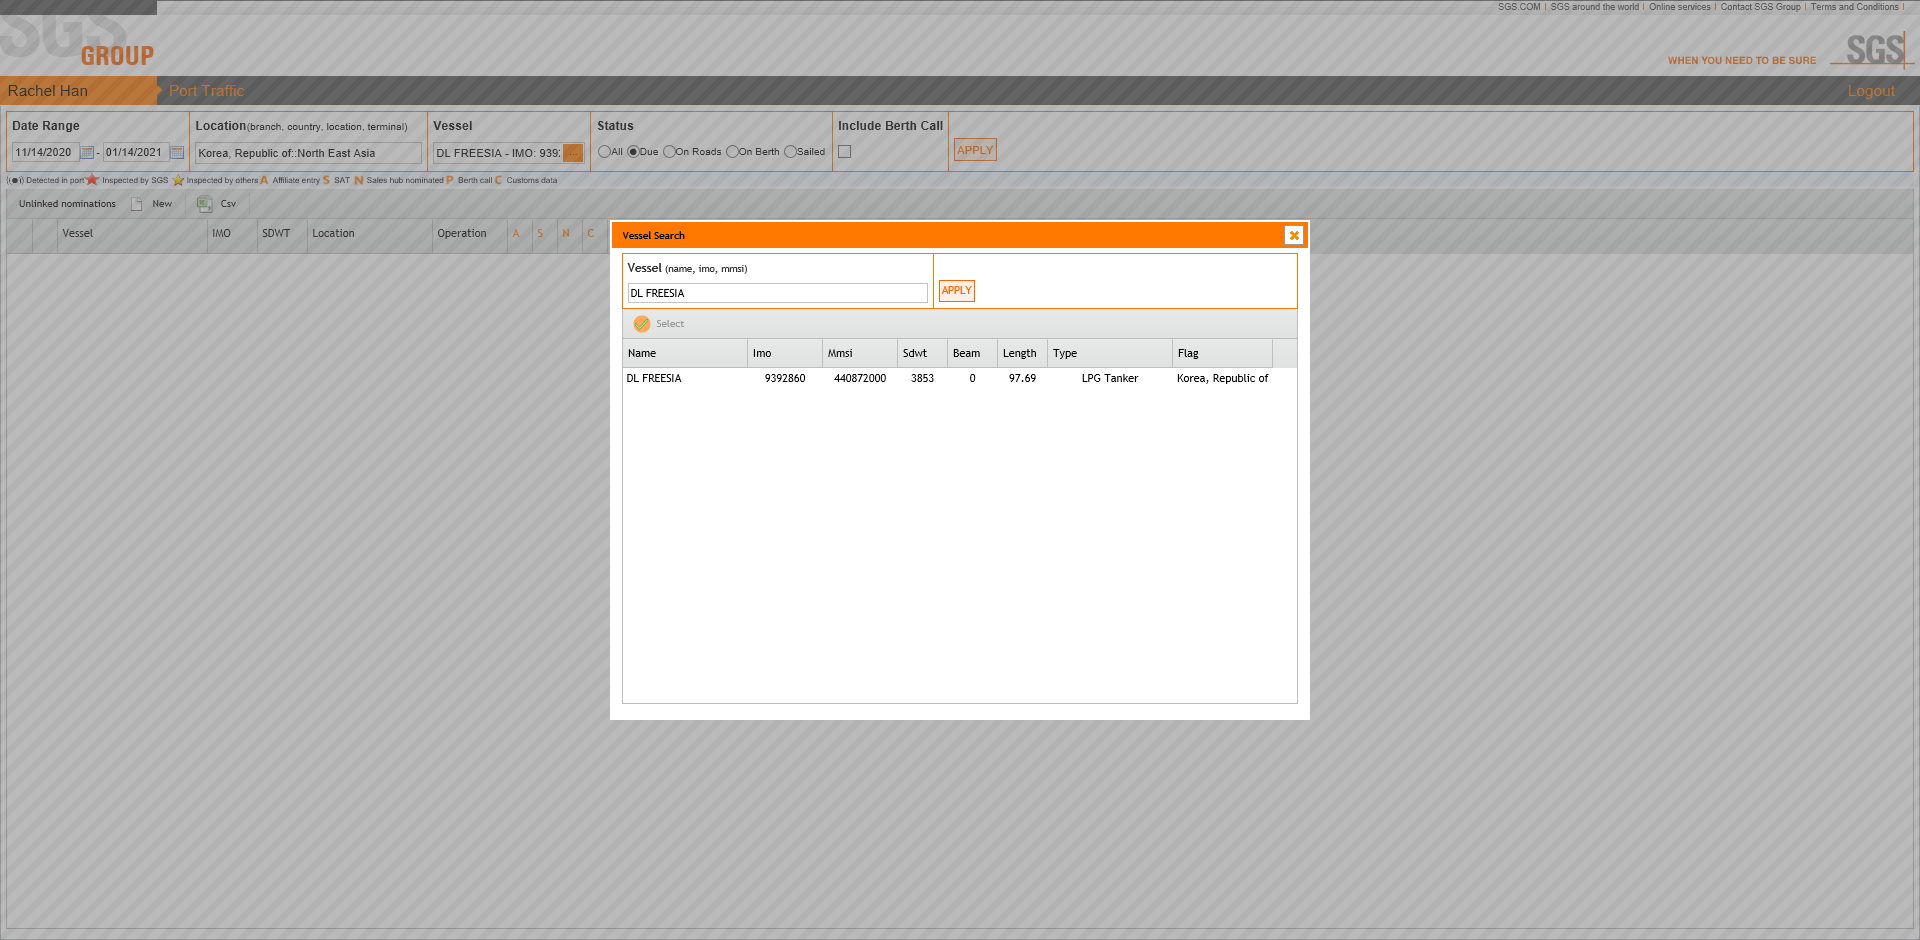 SGS.COM | SGS around the world | Online services | Contact SGS Group | Terms and Conditions |
SGS
GROUP
WHEN YOU NEED TO BE SURE
SGS
Rachel Han
Port Traffic
Logout
Date Range
Location(branch, country, location, terminal)
Vessel
Status
Include Berth Call
11/14/2020 - 01/14/2021
Korea, Republic of::North East Asia
DL FREESIA - IMO: 939
...
All Due On Roads On Berth Sailed
APPLY
((●)) Detected in port Inspected by SGS Inspected by others A Affiliate entry S SAT N Sales hub nominated P Berth call C Customs data
Unlinked nominations New Csv
Vessel IMO SDWT Location Operation A S N C
Vessel Search
Vessel (name, imo, mmsi)
DL FREESIA
APPLY
Select
Name Imo Mmsi Sdwt Beam Length Type Flag
DL FREESIA 9392860 440872000 3853 0 97.69 LPG Tanker Korea, Republic of